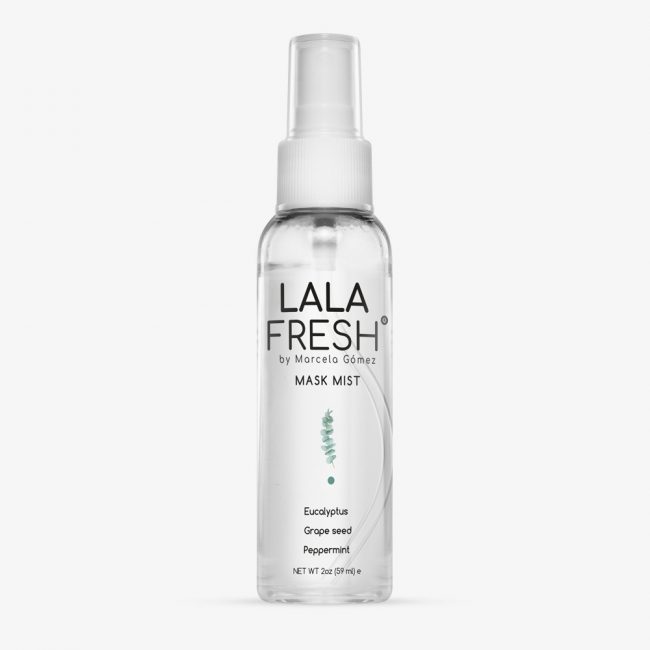 LALA
FRESH®
by Marcela Gómez
MASK MIST
Eucalyptus
Grape seed
Peppermint
NET WT 2oz (59 ml) e